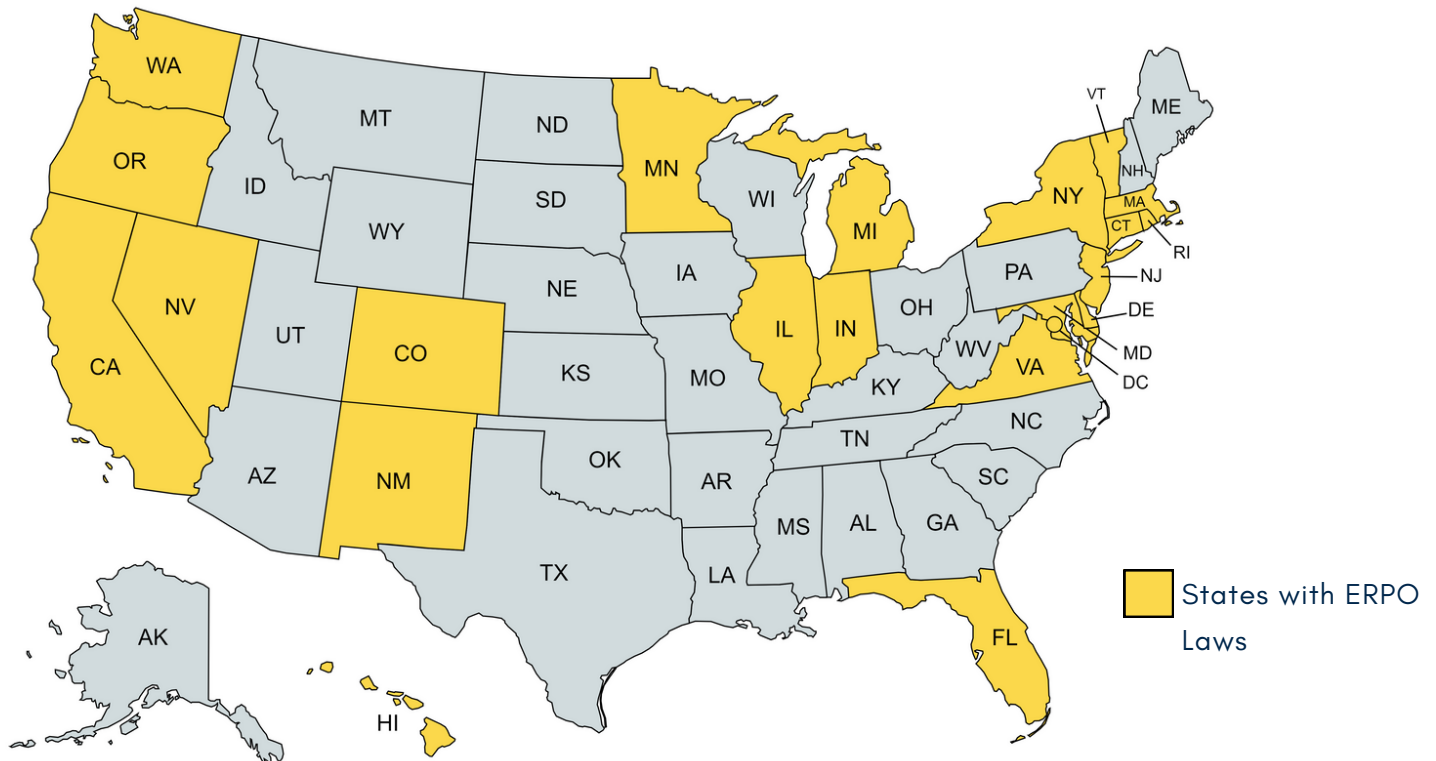 WA
OR
CA
NV
ID
MT
WY
UT
CO
AZ
NM
ND
SD
NE
KS
OK
TX
MN
IA
MO
AR
LA
WI
IL
MI
IN
OH
KY
TN
MS
AL
GA
FL
SC
NC
VA
WV
PA
NY
VT
NH
ME
MA
CT
RI
NJ
DE
MD
DC
AK
HI
States with ERPO
Laws